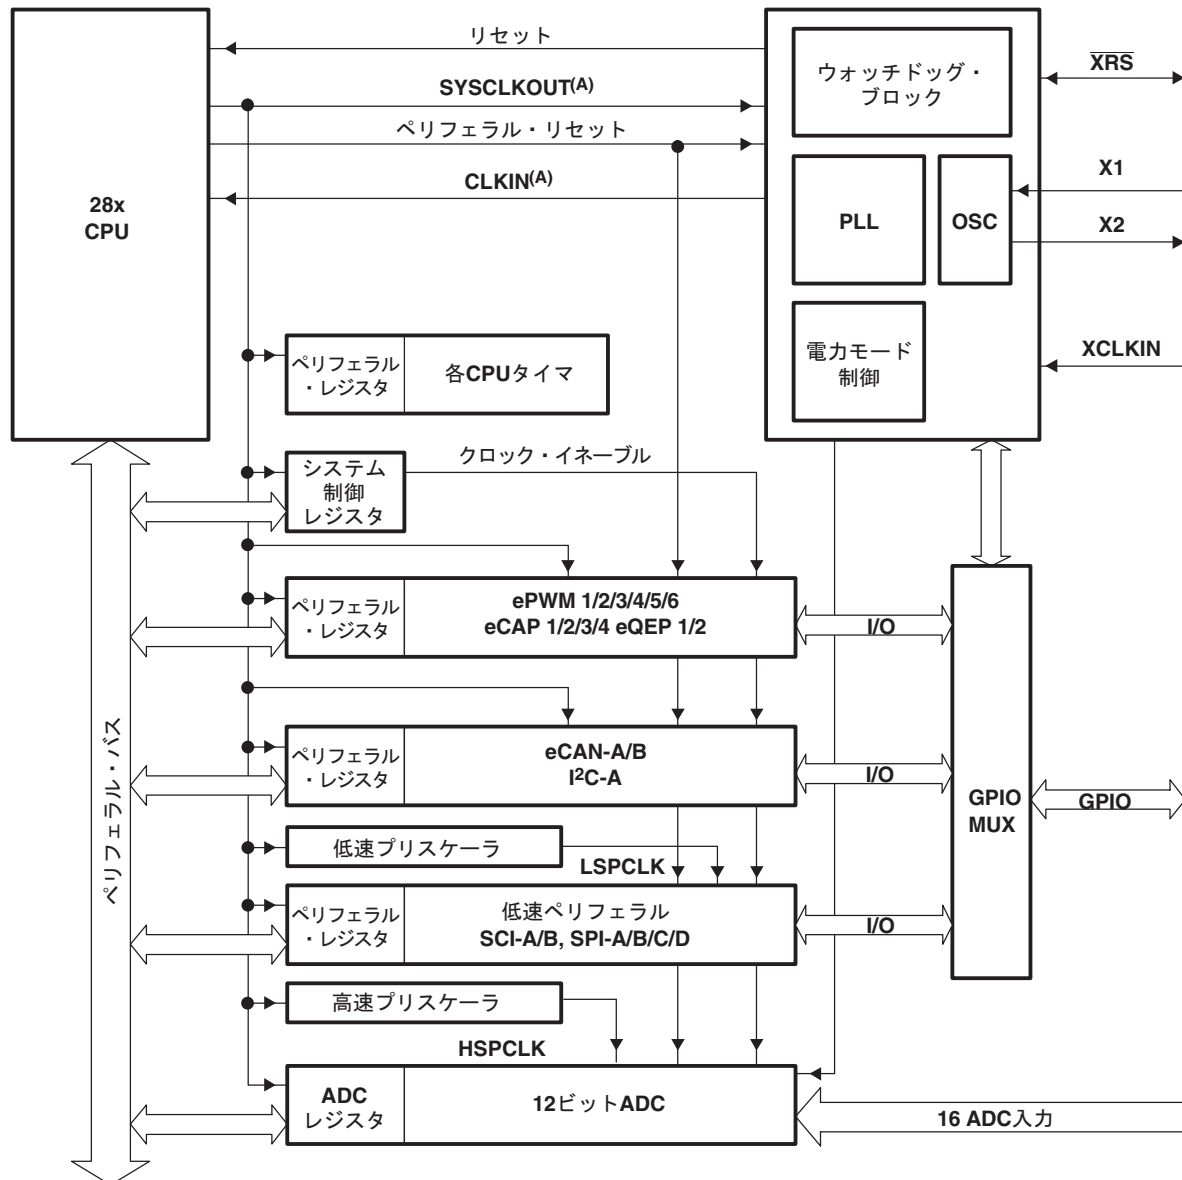 リセット
SYSCLKOUT(A)
ペリフェラル・リセット
CLKIN(A)
28x
CPU
ウォッチドッグ・
ブロック
XRS
X1
PLL
OSC
X2
電力モード
制御
XCLKIN
ペリフェラル
・レジスタ
各CPUタイマ
システム
制御
レジスタ
クロック・イネーブル
ペリフェラル
・レジスタ
ePWM 1/2/3/4/5/6
eCAP 1/2/3/4 eQEP 1/2
I/O
ペリフェラル・バス
ペリフェラル
・レジスタ
eCAN-A/B
I2C-A
I/O
GPIO
MUX
GPIO
低速プリスケーラ
LSPCLK
ペリフェラル
・レジスタ
低速ペリフェラル
SCI-A/B, SPI-A/B/C/D
I/O
高速プリスケーラ
HSPCLK
ADC
レジスタ
12ビットADC
16 ADC入力